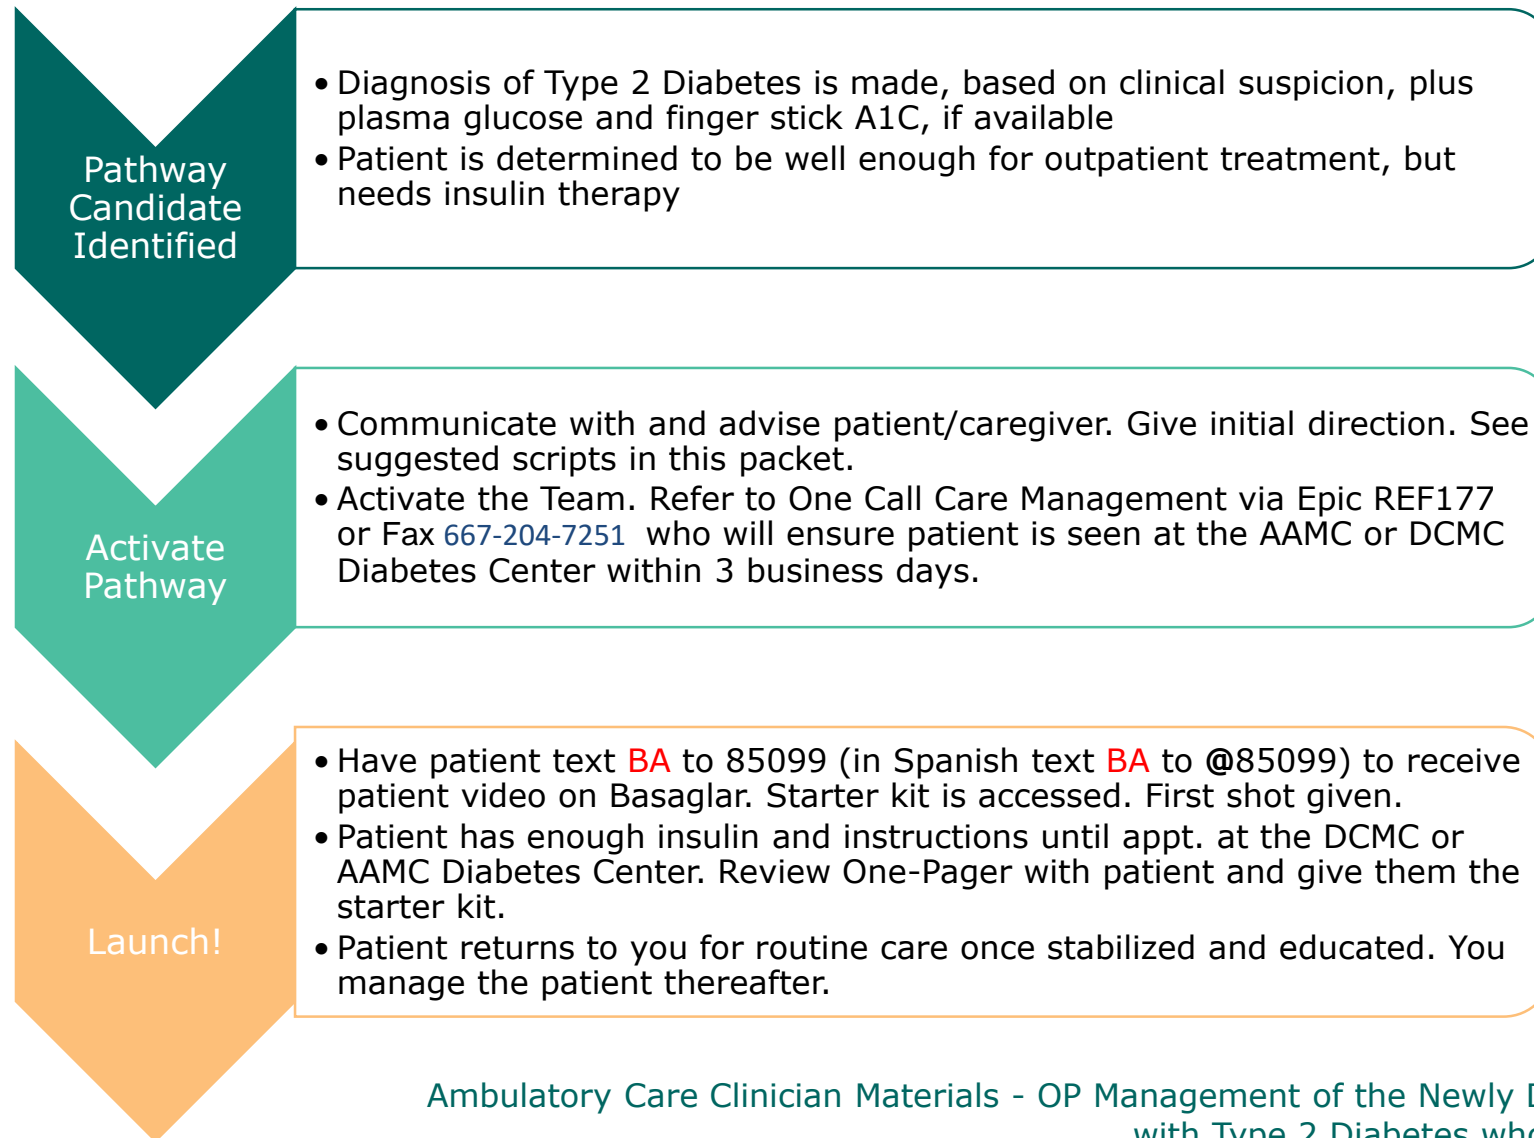 Pathway
Candidate
Identified
• Diagnosis of Type 2 Diabetes is made, based on clinical suspicion, plus
plasma glucose and finger stick A1C, if available
• Patient is determined to be well enough for outpatient treatment, but
needs insulin therapy
Activate
Pathway
• Communicate with and advise patient/caregiver. Give initial direction. See
suggested scripts in this packet.
• Activate the Team. Refer to One Call Care Management via Epic REF177
or Fax 667-204-7251 who will ensure patient is seen at the AAMC or DCMC
Diabetes Center within 3 business days.
Launch!
• Have patient text BA to 85099 (in Spanish text BA to @85099) to receive
patient video on Basaglar. Starter kit is accessed. First shot given.
• Patient has enough insulin and instructions until appt. at the DCMC or
AAMC Diabetes Center. Review One-Pager with patient and give them the
starter kit.
• Patient returns to you for routine care once stabilized and educated. You
manage the patient thereafter.
Ambulatory Care Clinician Materials - OP Management of the Newly
with Type 2 Diabetes who